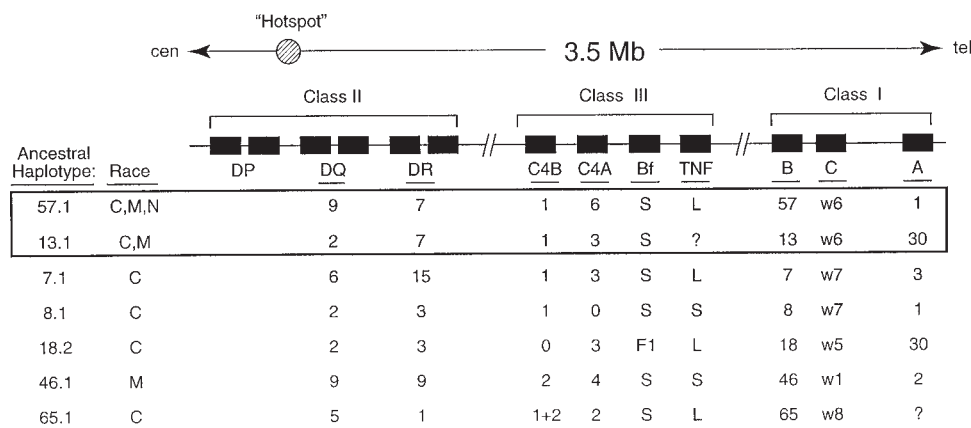 "Hotspot"
cen 3.5 Mb tel
Class II Class III Class I
Ancestral
Haplotype: Race DP DQ DR C4B C4A Bf TNF B C A
57.1 C,M,N 9 7 1 6 S L 57 w6 1
13.1 C,M 2 7 1 3 S ? 13 w6 30
7.1 C 6 15 1 3 S L 7 w7 3
8.1 C 2 3 1 0 S S 8 w7 1
18.2 C 2 3 0 3 F1 L 18 w5 30
46.1 M 9 9 2 4 S S 46 w1 2
65.1 C 5 1 1+2 2 S L 65 w8 ?